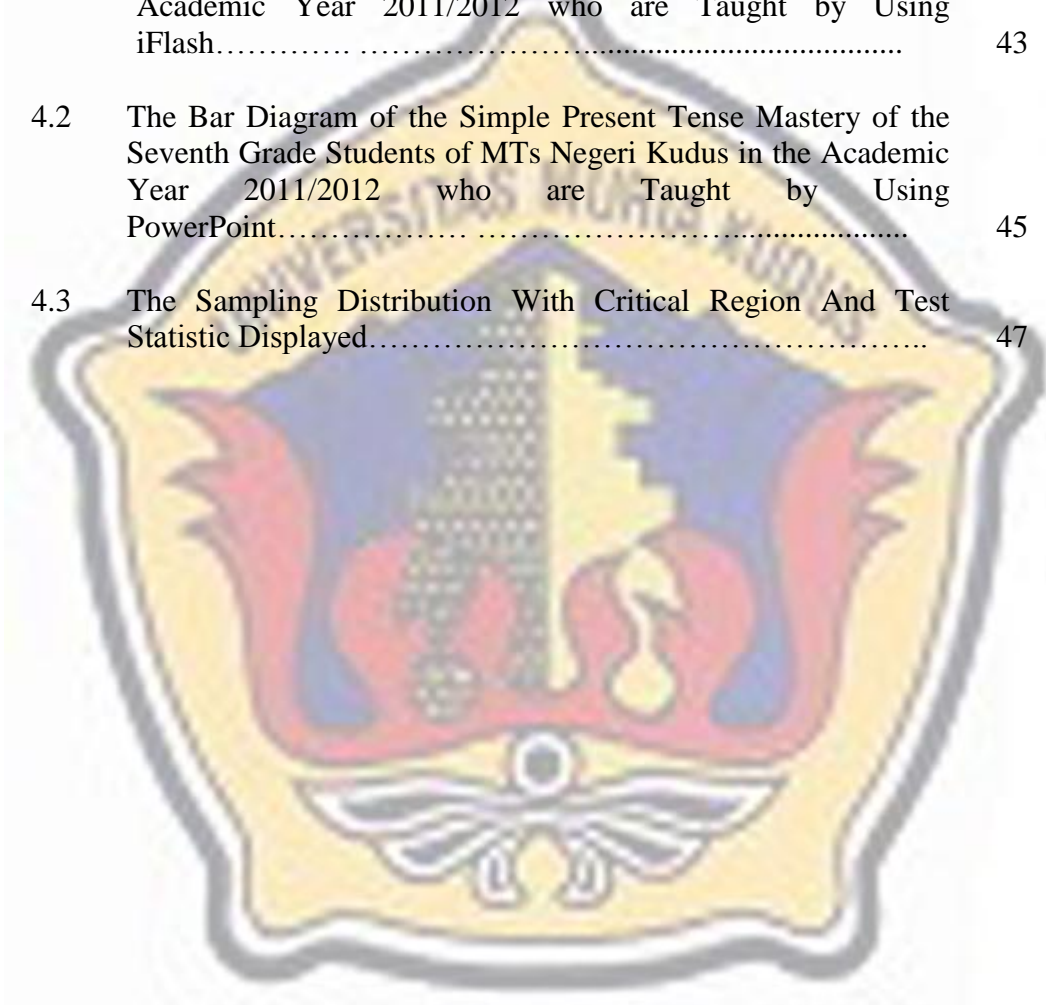 Academic Year 2011/2012 who are Taught by Using
iFlash…………. …………………...................................... 43
4.2 The Bar Diagram of the Simple Present Tense Mastery of the
Seventh Grade Students of MTs Negeri Kudus in the Academic
Year 2011/2012 who are Taught by Using
PowerPoint……………… ……………………...................... 45
4.3 The Sampling Distribution With Critical Region And Test
Statistic Displayed……………………………………………….. 47
UNIVERSITAS MURIA KUDUS